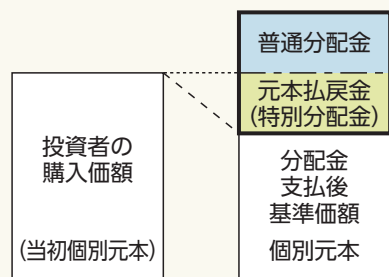 普通分配金
元本払戻金
(特別分配金)
投資者の
購入価額
(当初個別元本)
分配金
支払後
基準価額
個別元本